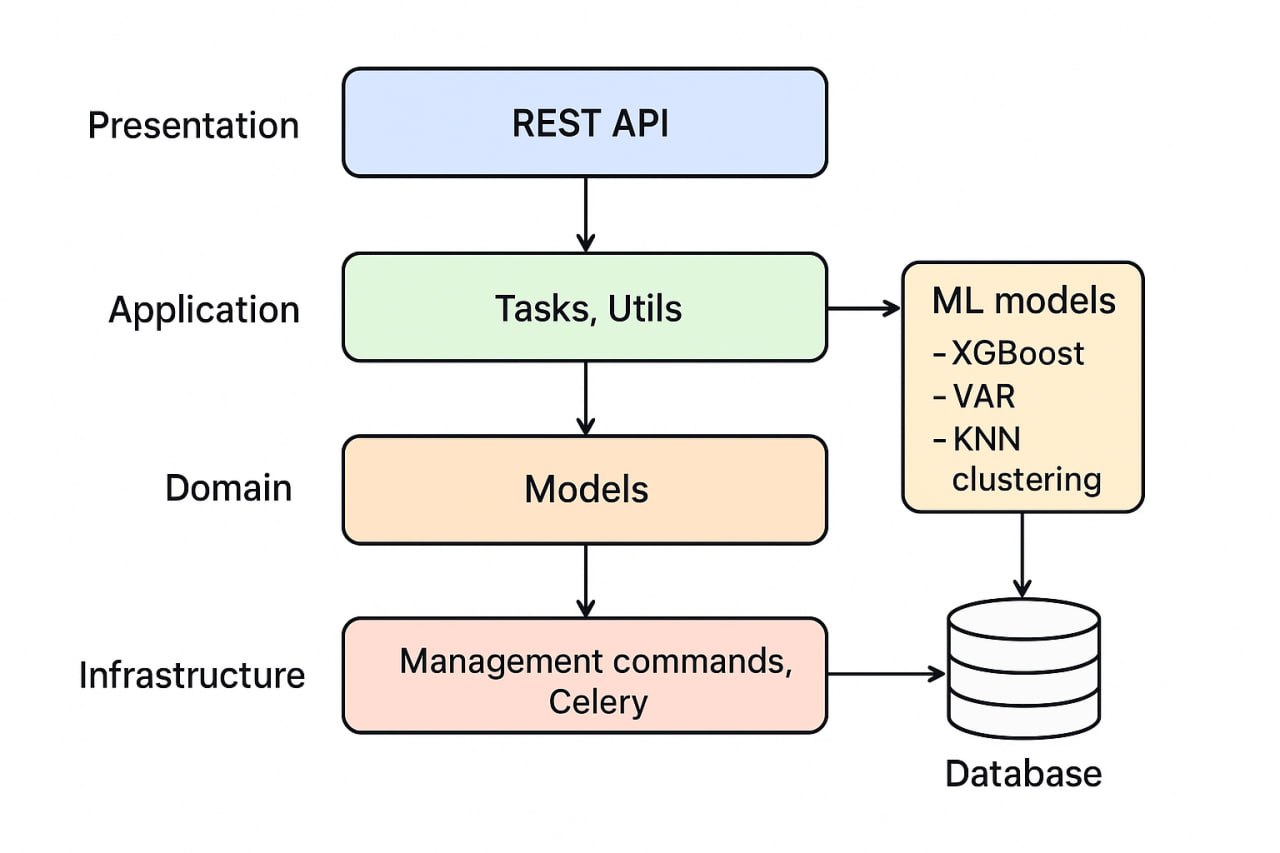 Presentation
REST API
Application
Tasks, Utils
ML models
- XGBoost
- VAR
- KNN
clustering
Domain
Models
Infrastructure
Management commands,
Celery
Database